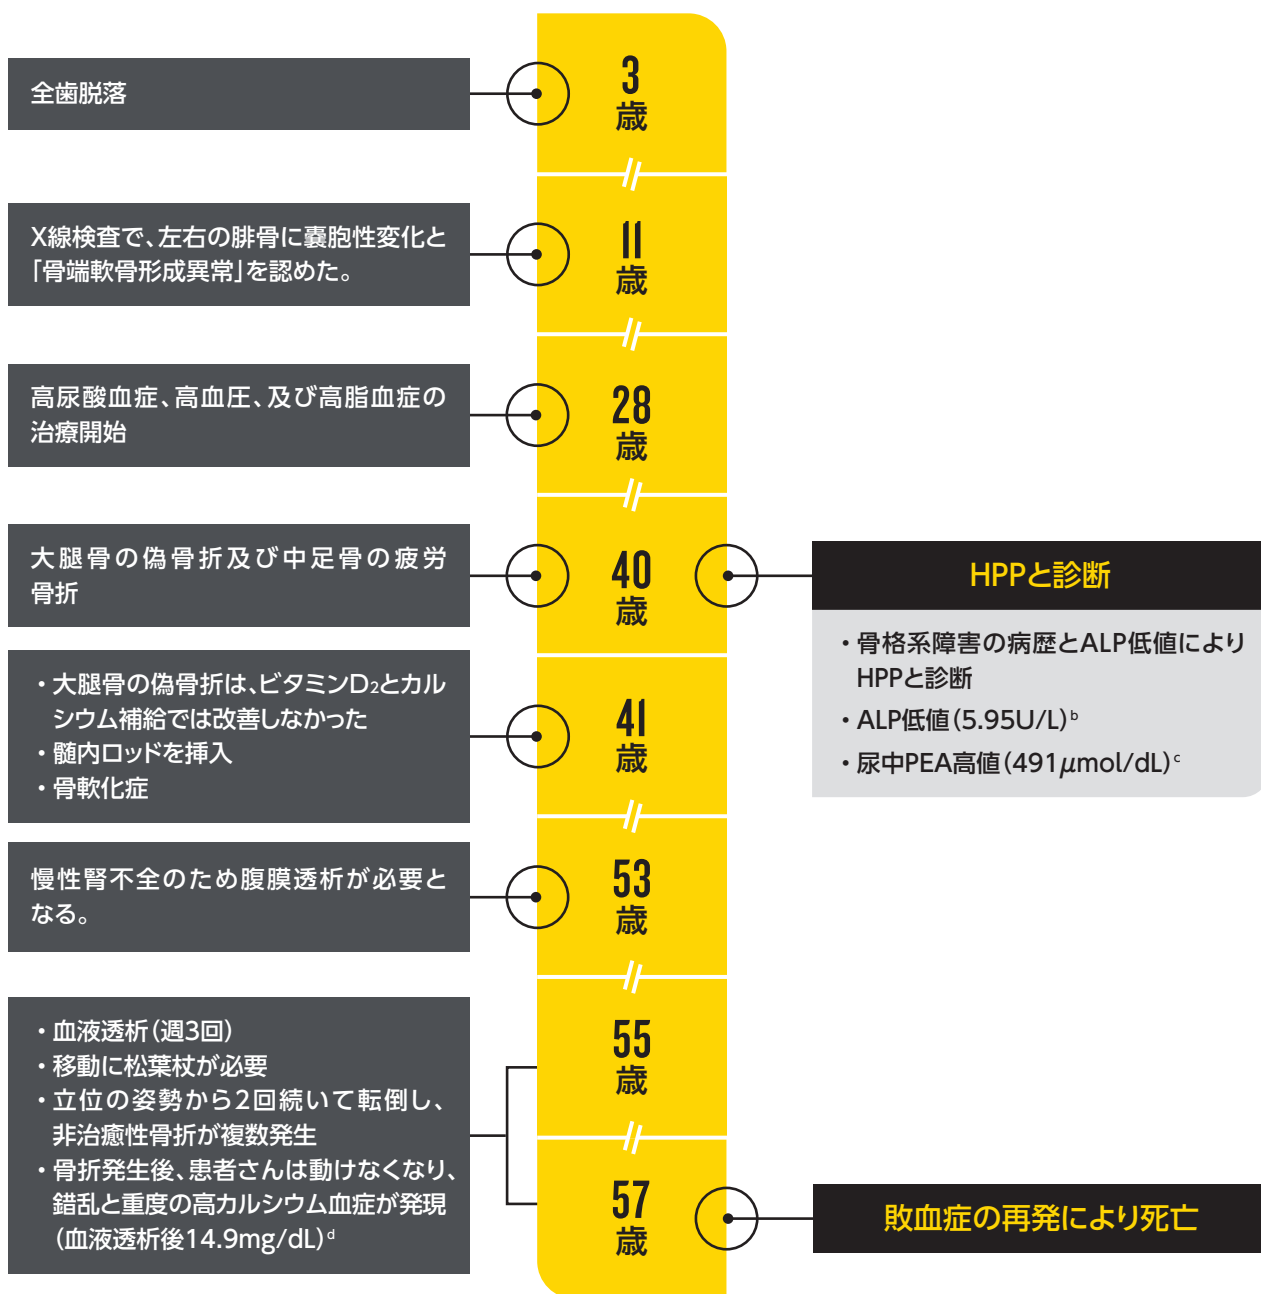 3
歳
全歯脱落
11
歳
X線検査で、左右の腓骨に嚢胞性変化と
「骨端軟骨形成異常」を認めた。
28
歳
高尿酸血症、高血圧、及び高脂血症の
治療開始
40
歳
大腿骨の偽骨折及び中足骨の疲労
骨折
HPPと診断
・骨格系障害の病歴とALP低値により
HPPと診断
・ALP低値(5.95U/L)ᵇ
・尿中PEA高値(491μmol/dL)ᶜ
41
歳
・大腿骨の偽骨折は、ビタミンD₂とカル
シウム補給では改善しなかった
・髄内ロッドを挿入
・骨軟化症
53
歳
慢性腎不全のため腹膜透析が必要と
なる。
55
歳
・血液透析(週3回)
・移動に松葉杖が必要
・立位の姿勢から2回続いて転倒し、
非治癒性骨折が複数発生
・骨折発生後、患者さんは動けなくなり、
錯乱と重度の高カルシウム血症が発現
(血液透析後14.9mg/dL)ᵈ
57
歳
敗血症の再発により死亡